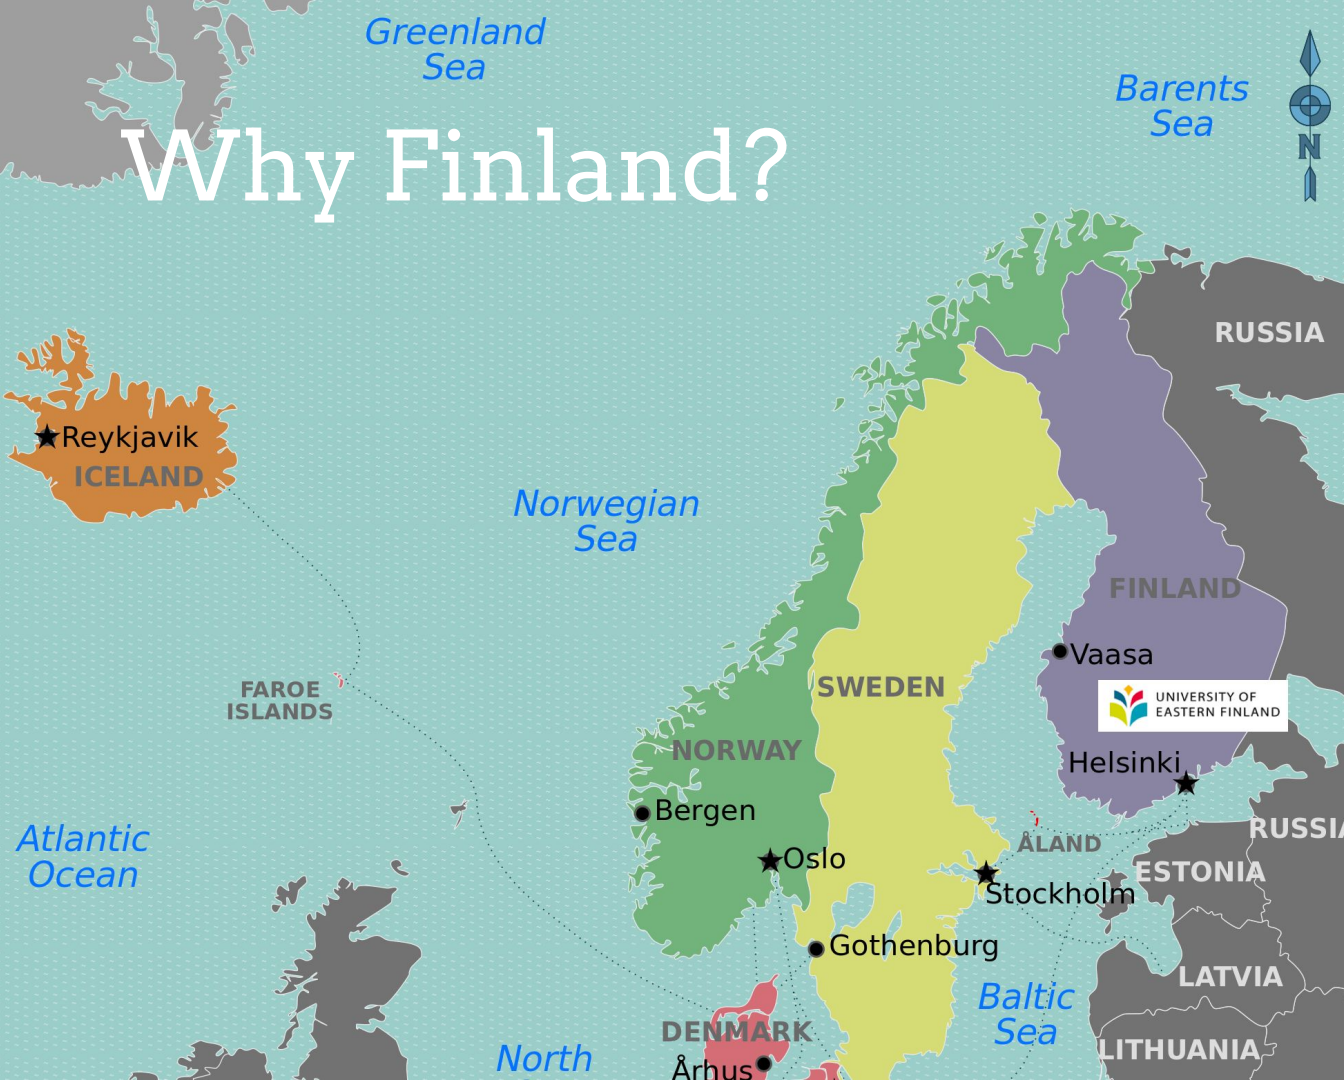 Greenland
Sea
Barents
Sea
Why Finland?
N
RUSSIA
Reykjavik
ICELAND
Norwegian
Sea
FINLAND
Vaasa
FAROE
ISLANDS
SWEDEN
UNIVERSITY OF
EASTERN FINLAND
NORWAY
Helsinki
Bergen
Atlantic
Ocean
RUSSIA
ÅLAND
Oslo
ESTONIA
Stockholm
Gothenburg
LATVIA
Baltic
Sea
DENMARK
LITHUANIA
North
Århus